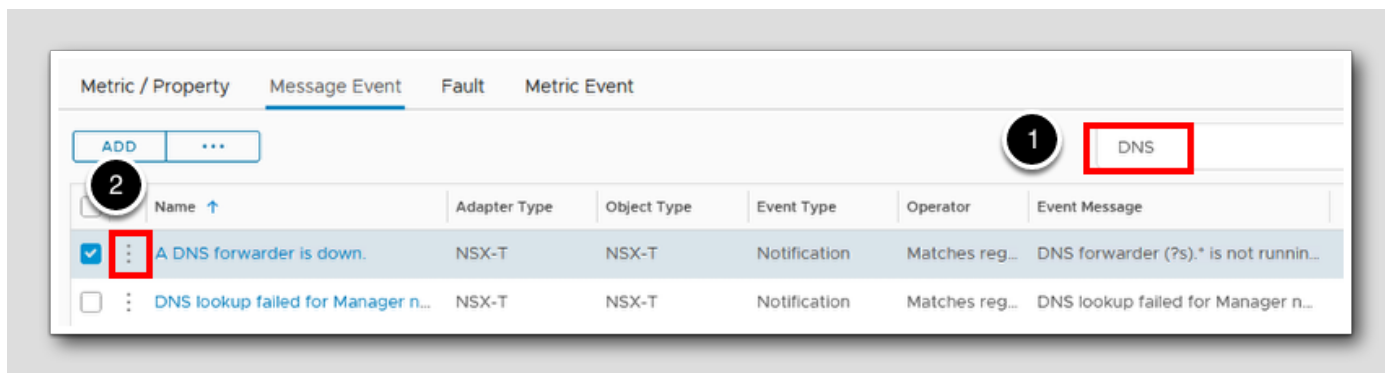 Metric / Property Message Event Fault Metric Event
1
ADD ... DNS
2
Name ↑ Adapter Type Object Type Event Type Operator Event Message
A DNS forwarder is down. NSX-T NSX-T Notification Matches reg... DNS forwarder (?s).* is not runnin...
DNS lookup failed for Manager n... NSX-T NSX-T Notification Matches reg... DNS lookup failed for Manager n...